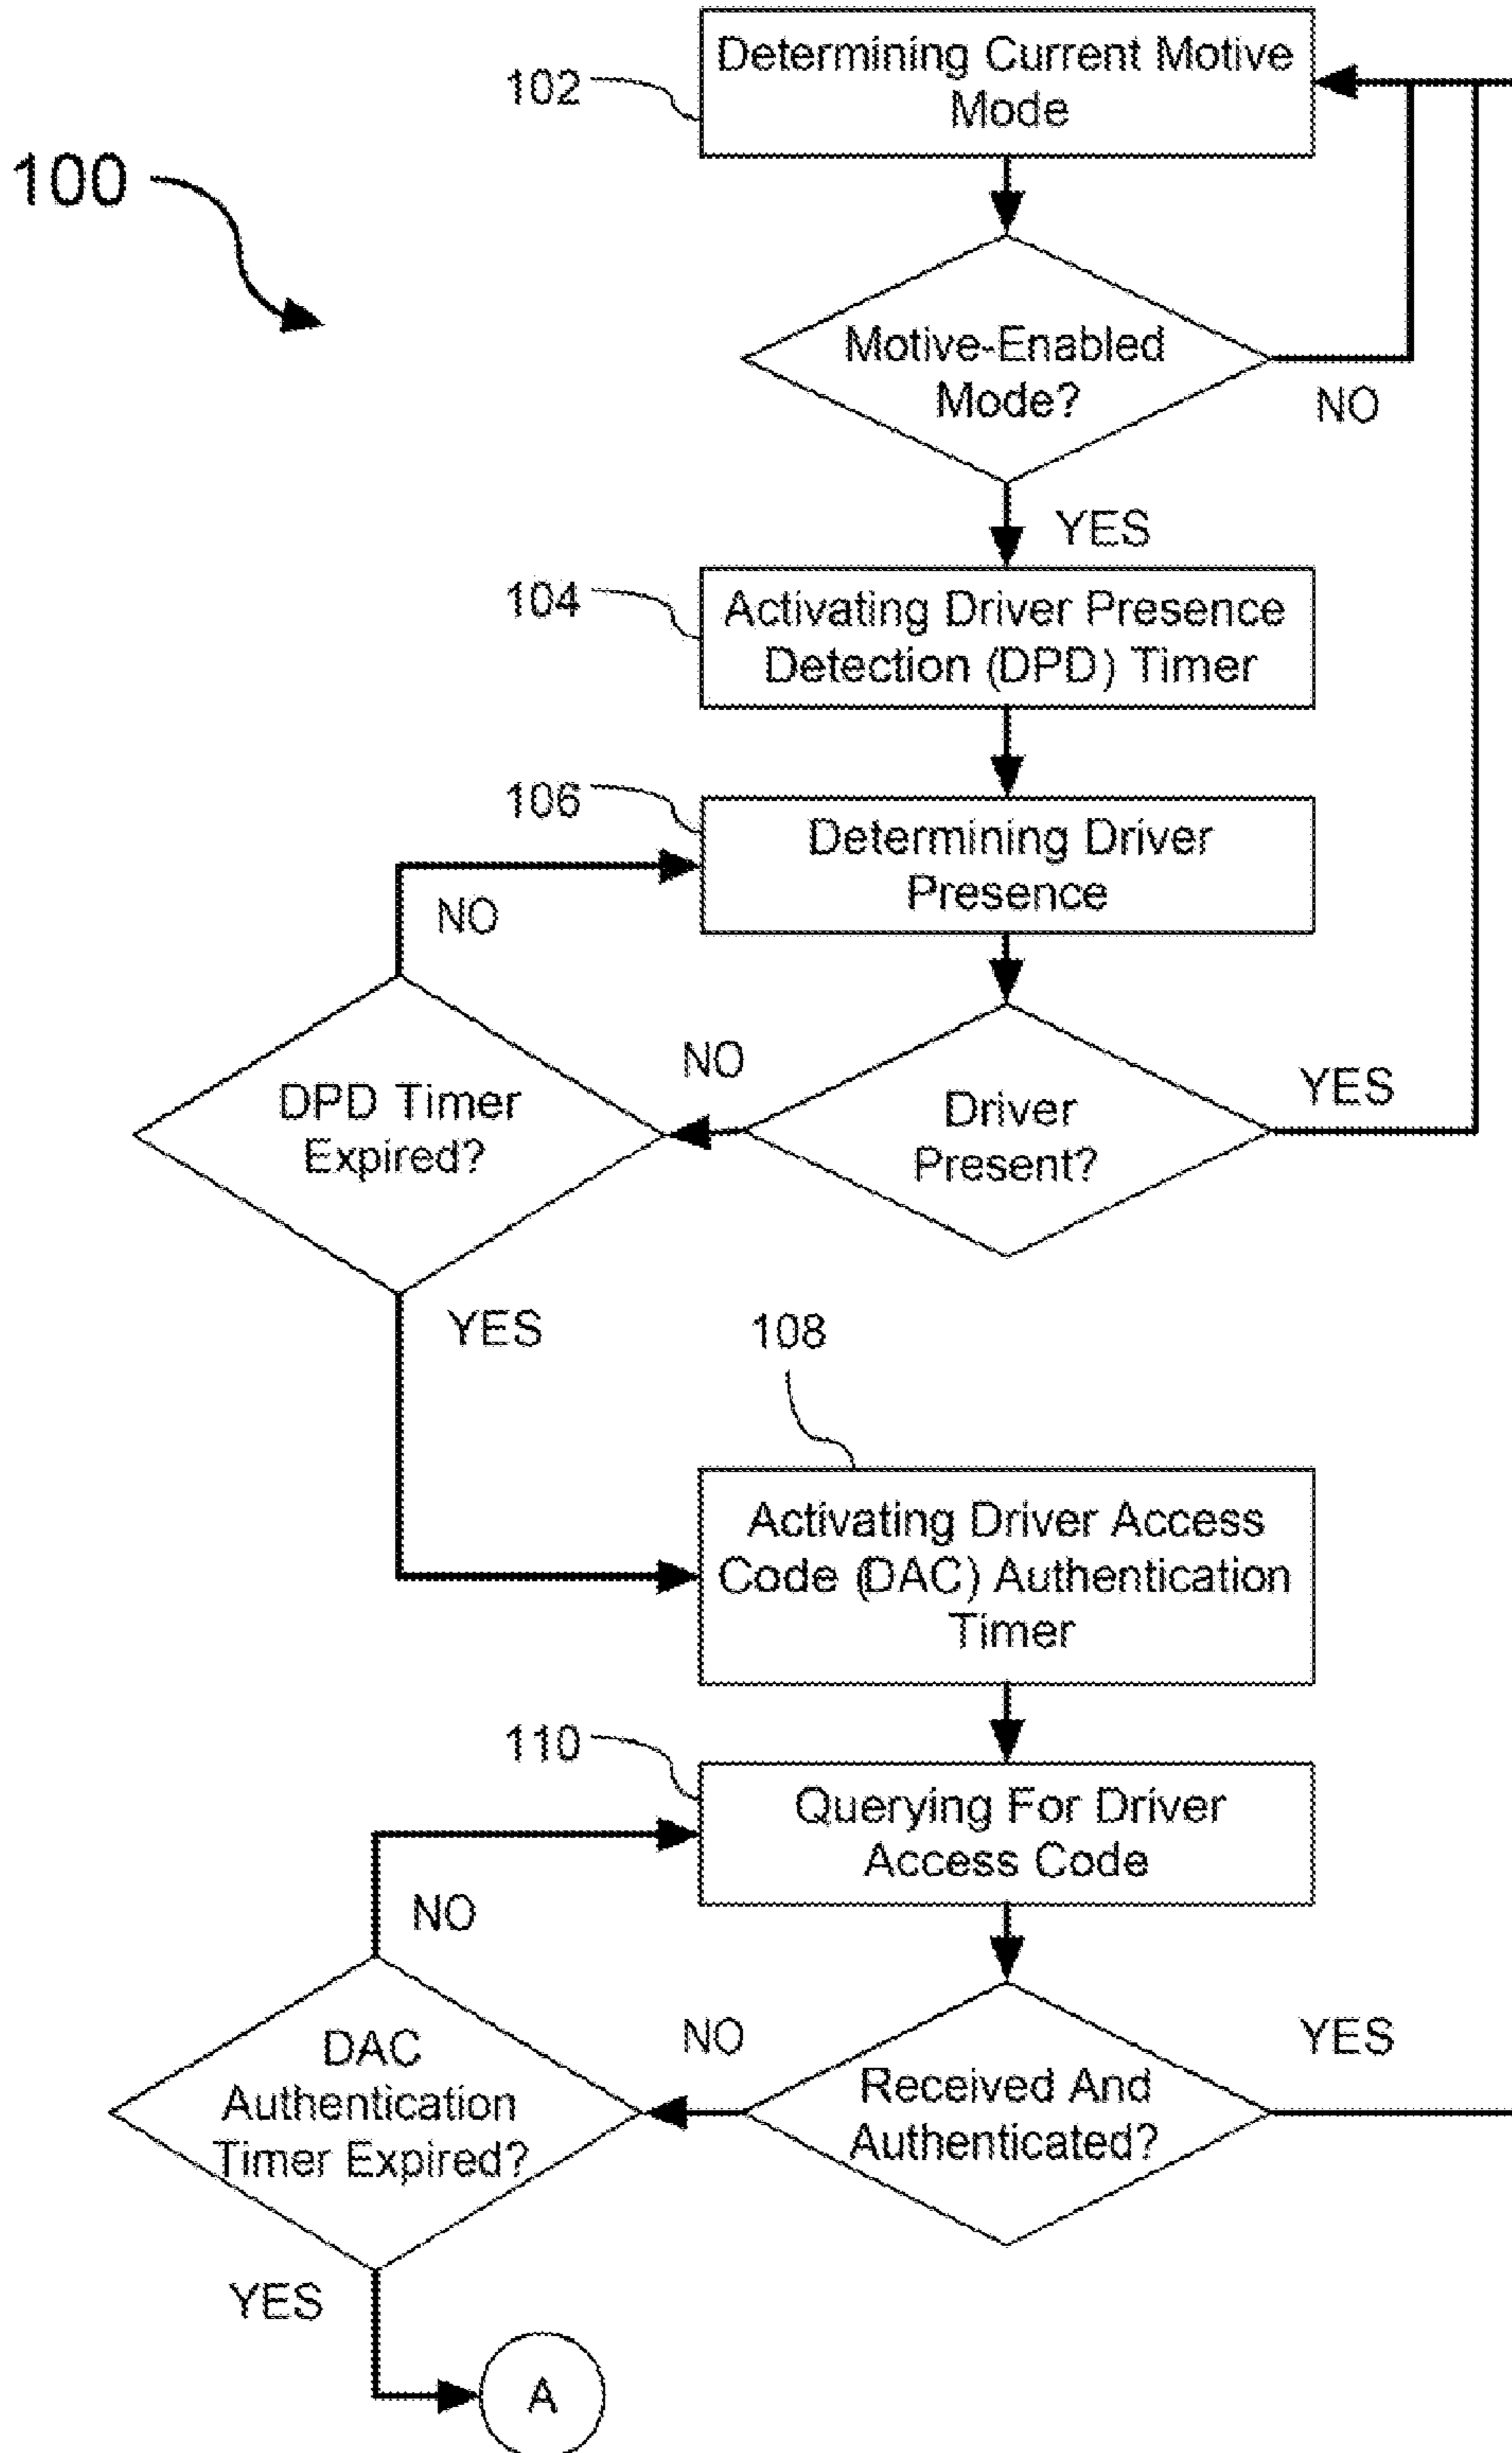 Determining Current Motive
Mode
102
100
Motive-Enabled
Mode?
NO
YES
104
Activating Driver Presence
Detection (DPD) Timer
106
Determining Driver
Presence
NO
DPD Timer
Expired?
NO
Driver
Present?
YES
YES
108
Activating Driver Access
Code (DAC) Authentication
Timer
110
Querying For Driver
Access Code
NO
DAC
Authentication
Timer Expired?
NO
Received And
Authenticated?
YES
YES
A